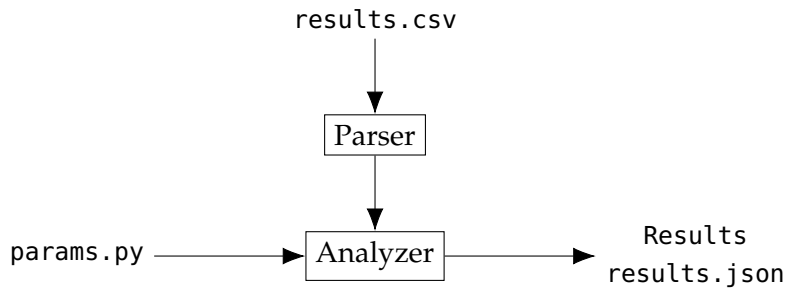 results.csv
Parser
params.py
Analyzer
Results
results.json